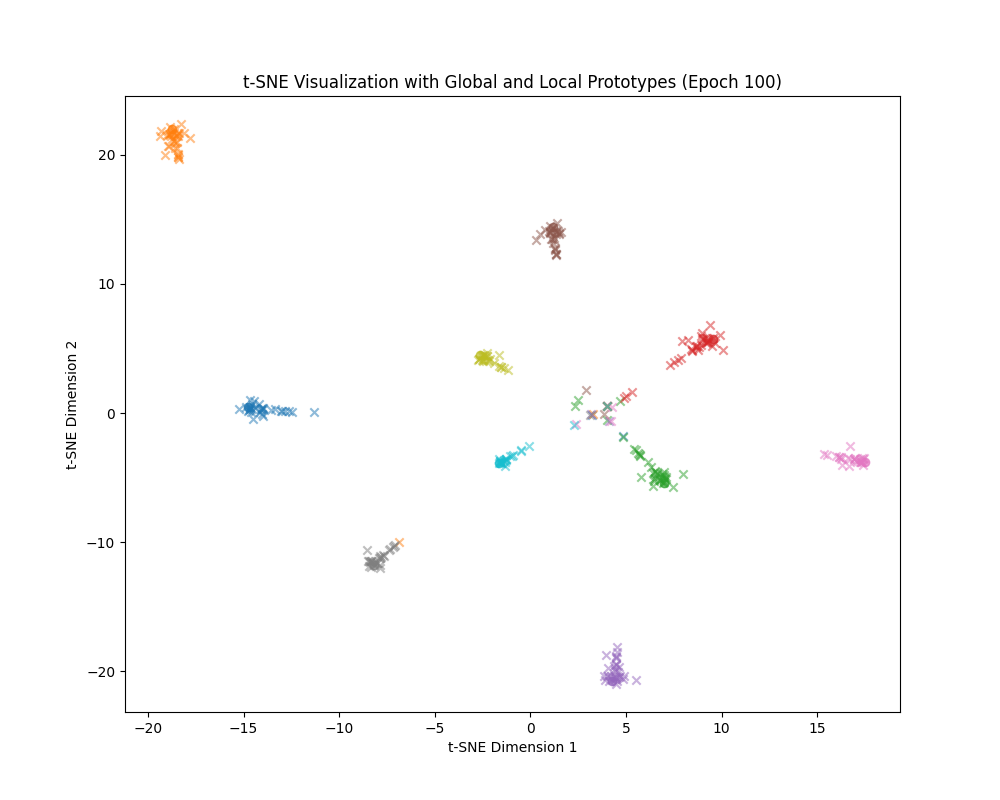 t-SNE Visualization with Global and Local Prototypes (Epoch 100)
20
10
0
−10
−20
t-SNE Dimension 2
−20 −15 −10 −5 0 5 10 15
t-SNE Dimension 1